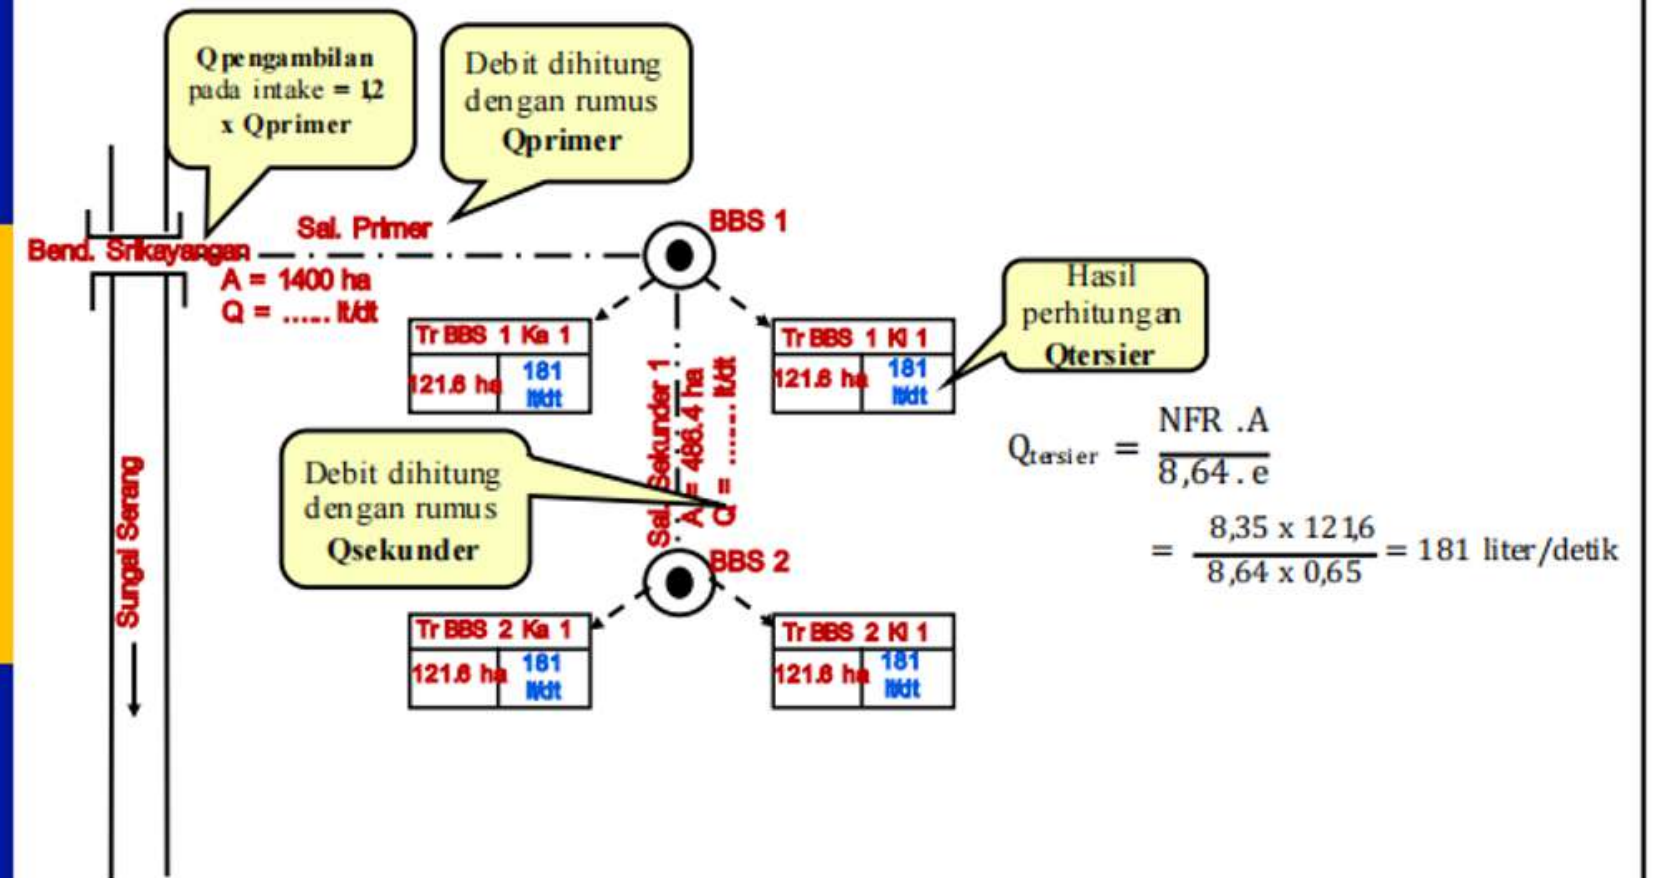 Qpengambilan
pada intake = 1,2
x Qprimer
Debit dihitung
dengan rumus
Qprimer
Sal. Primer
BBS 1
Bend. Srikayangan
A = 1400 ha
Q = ...... lt/dt
Hasil
perhitungan
Qtersier
Tr BBS 1 Ka 1
121.6 ha
181
lt/dt
Tr BBS 1 Ki 1
121.6 ha
181
lt/dt
Sal. Sekunder 1
A = 486.4 ha
Q = ........ lt/dt
Qtersier = NFR .A
8,64 . e
= 8,35 x 121,6 = 181 liter/detik
8,64 x 0,65
Debit dihitung
dengan rumus
Qsekunder
Sungai Serang
BBS 2
Tr BBS 2 Ka 1
121.6 ha
181
lt/dt
Tr BBS 2 Ki 1
121.6 ha
181
lt/dt